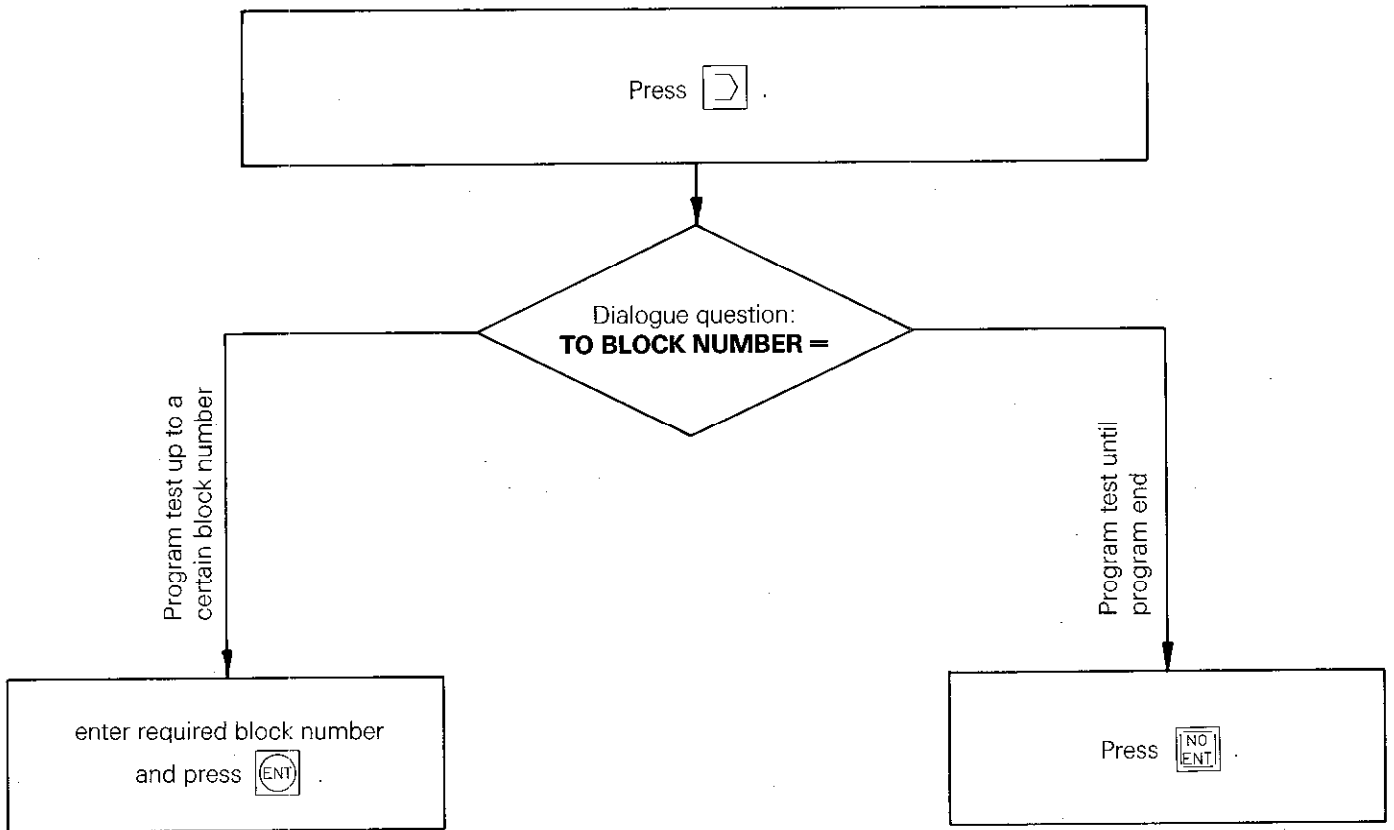 Press .
Dialogue question:
TO BLOCK NUMBER =
Program test up to a
certain block number
Program test until
program end
enter required block number
and press ENT .
Press NO
ENT .